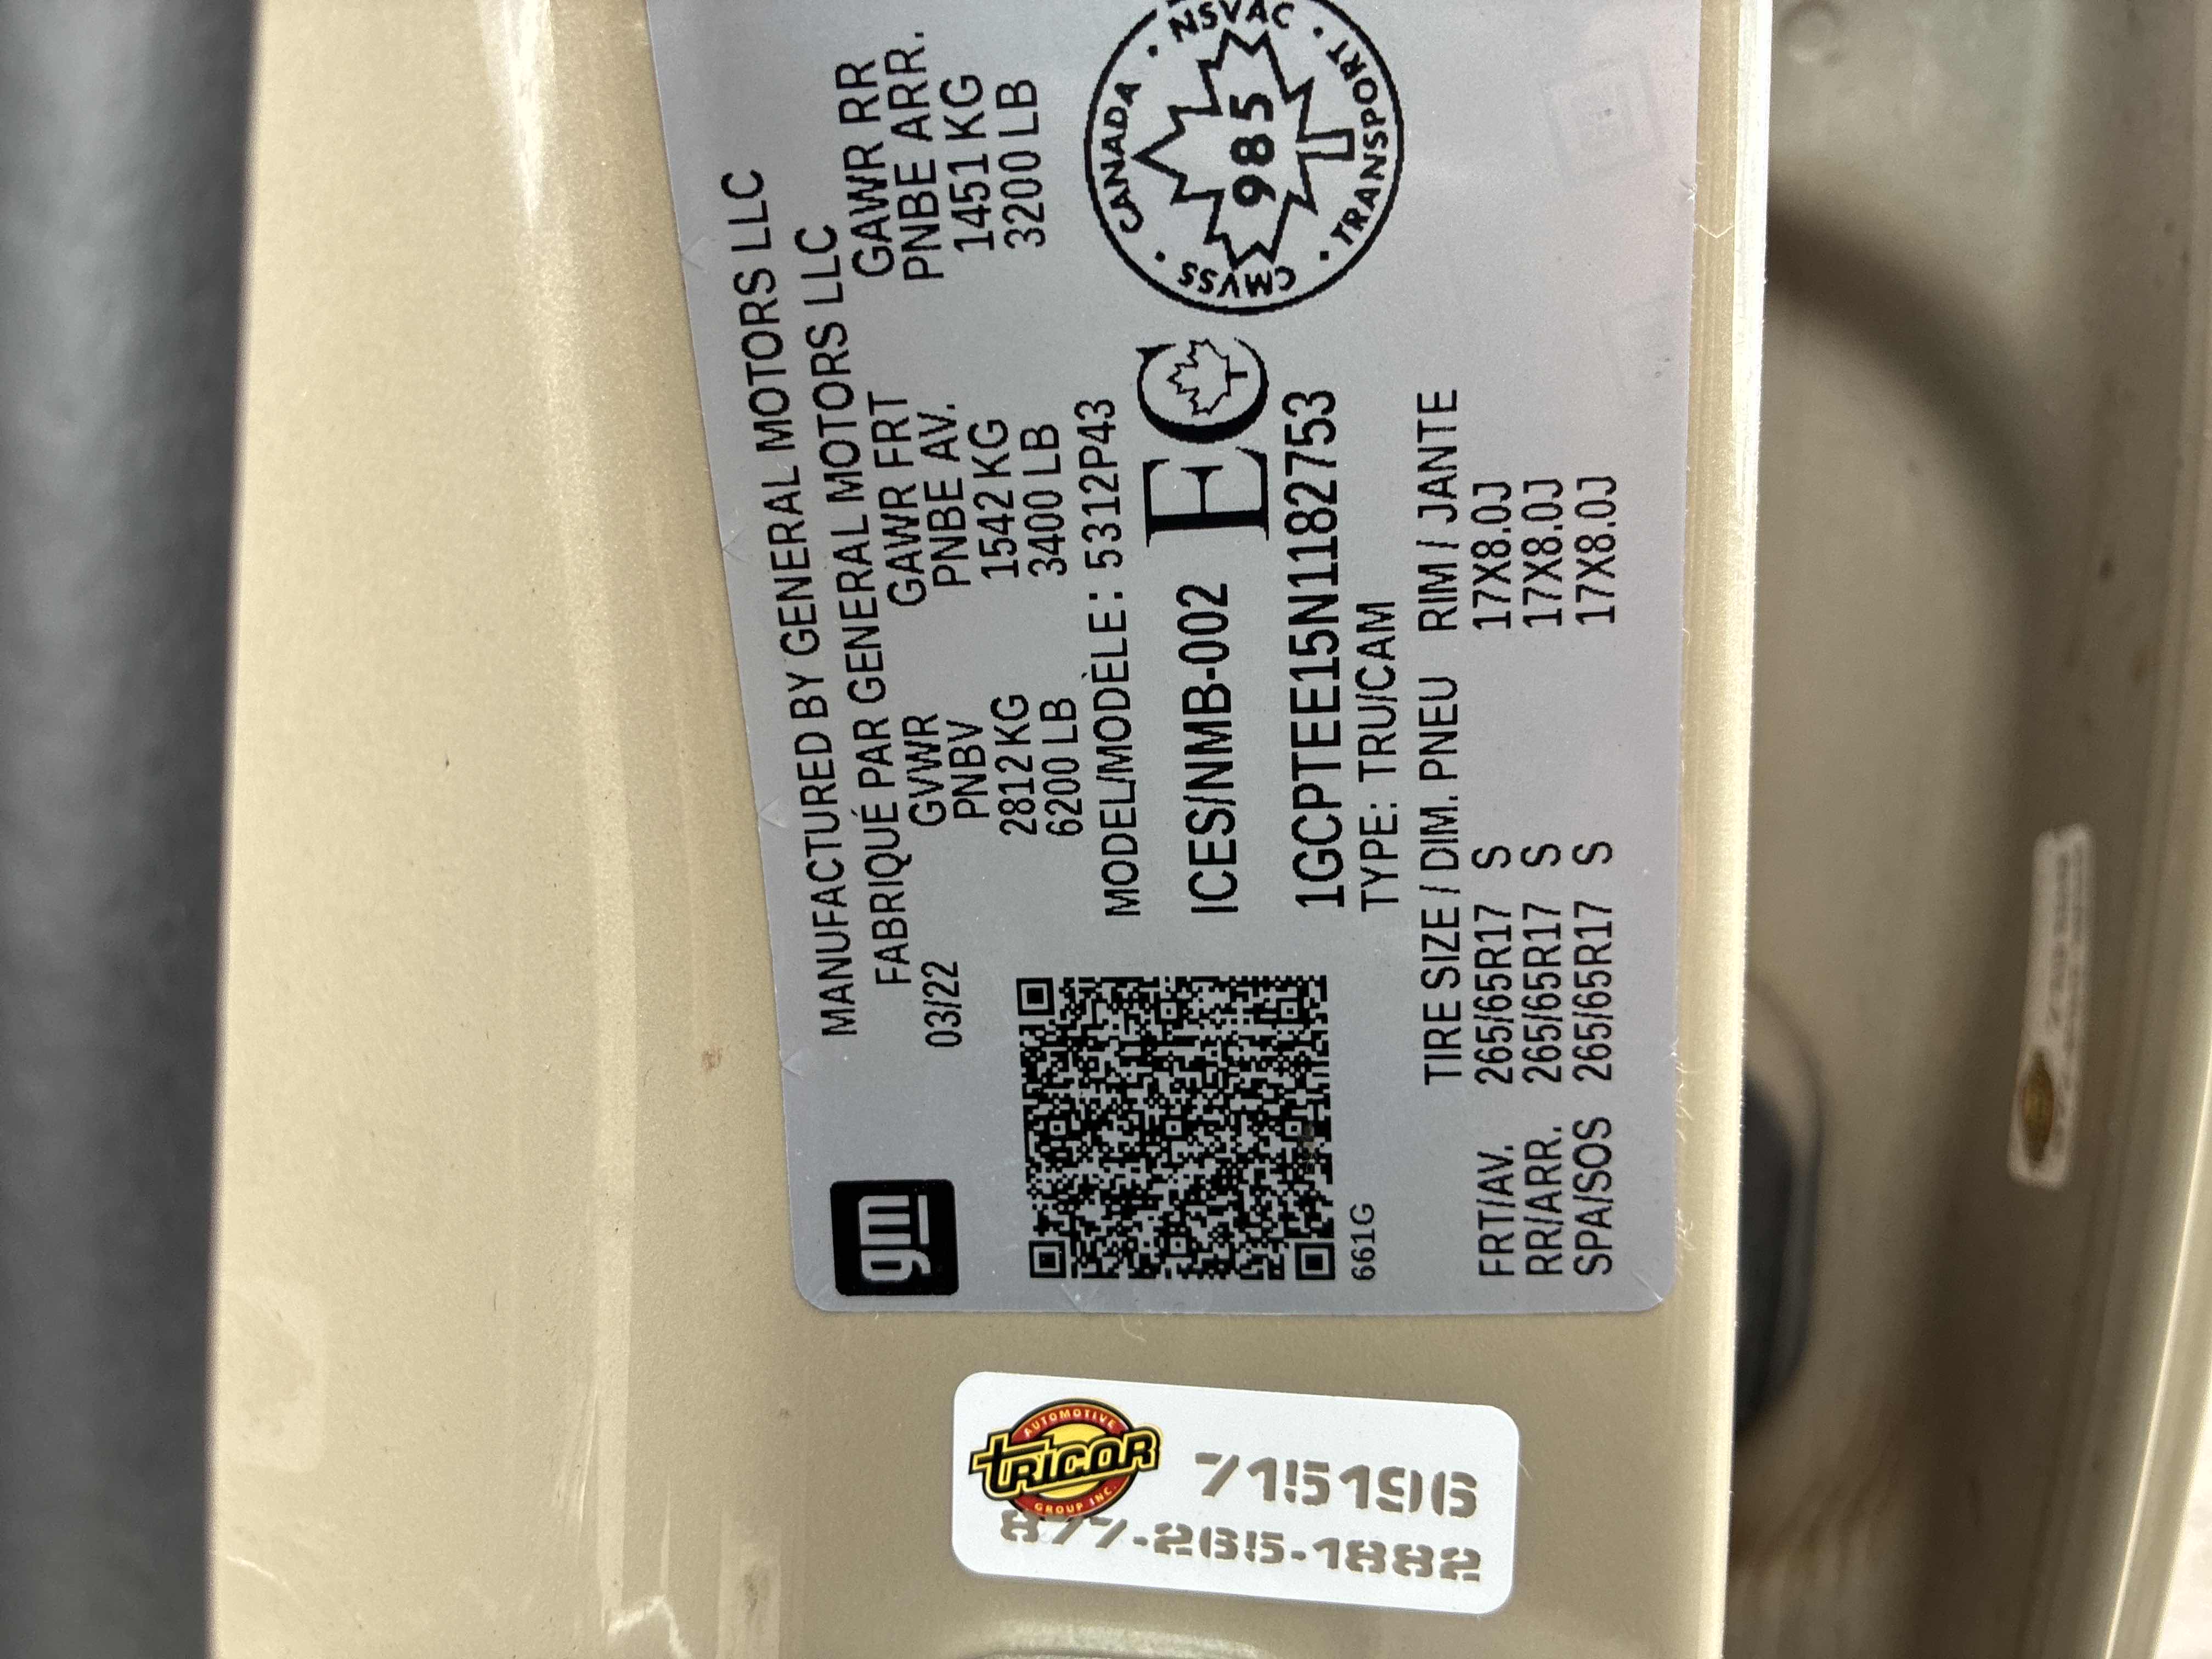 gm
MANUFACTURED BY GENERAL MOTORS LLC
FABRIQUÉ PAR GENERAL MOTORS LLC
03/22 GVWR GAWR FRT GAWR RR
PNBV PNBE AV. PNBE ARR.
2812 KG 1542 KG 1451 KG
6200 LB 3400 LB 3200 LB
MODEL/MODÈLE: 5312P43
ICES/NMB-002 EC
CANADA · NSVAC · TRANSPORT · CMVSS ·
985
1GCPTEE15N1182753
661G TYPE: TRU/CAM
TIRE SIZE / DIM. PNEU RIM / JANTE
FRT/AV. 265/65R17 S 17X8.0J
RR/ARR. 265/65R17 S 17X8.0J
SPA/SOS 265/65R17 S 17X8.0J
AUTOMOTIVE
TRICOR
GROUP INC.
715196
877-265-1882